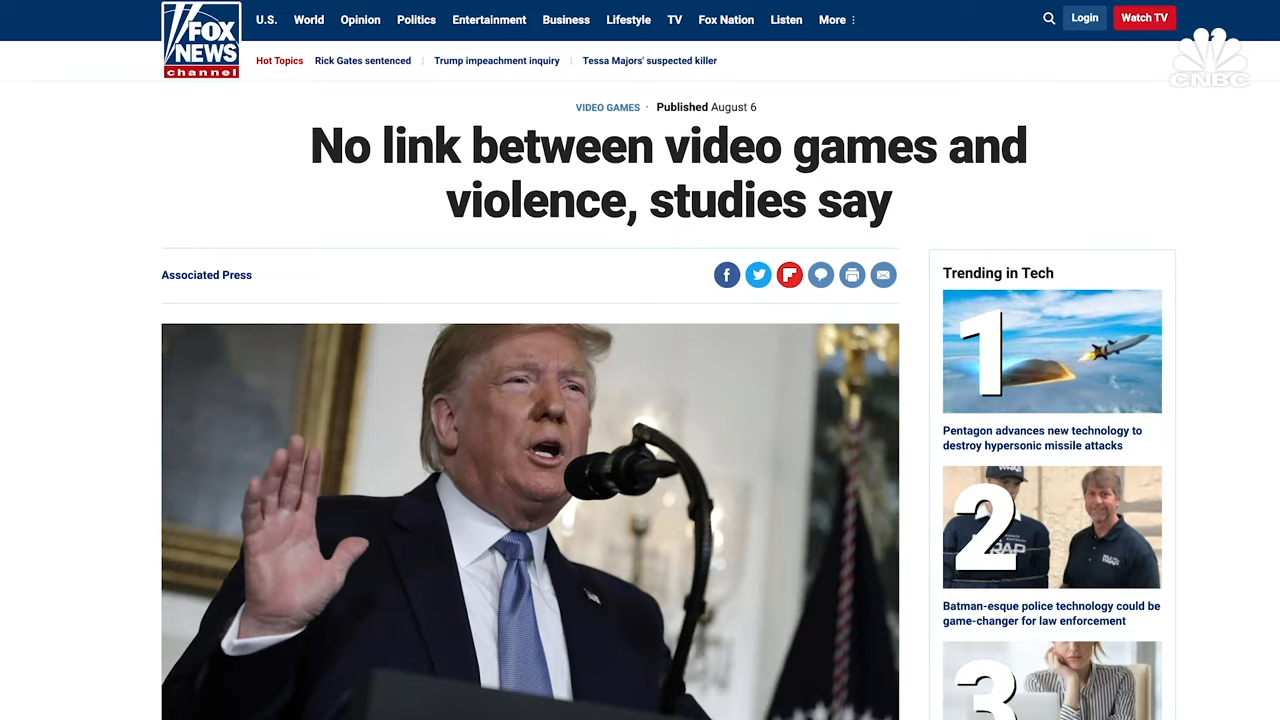 FOX
NEWS
channel
U.S. World Opinion Politics Entertainment Business Lifestyle TV Fox Nation Listen More
Login
Watch TV
Hot Topics Rick Gates sentenced Trump impeachment inquiry Tessa Majors' suspected killer
CNBC
VIDEO GAMES · Published August 6
No link between video games and
violence, studies say
Associated Press
Trending in Tech
1
Pentagon advances new technology to
destroy hypersonic missile attacks
2
Batman-esque police technology could be
game-changer for law enforcement
3